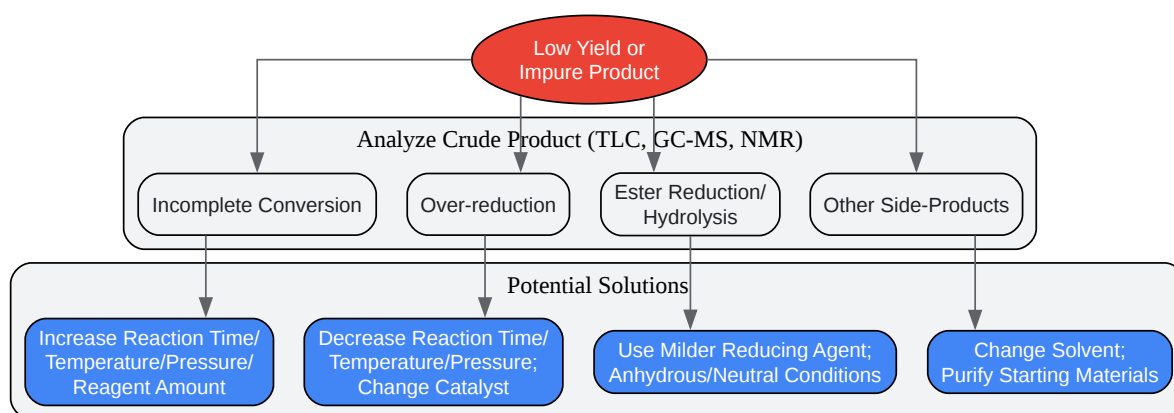 Low Yield or
Impure Product
Analyze Crude Product (TLC, GC-MS, NMR)
Incomplete Conversion
Over-reduction
Ester Reduction/
Hydrolysis
Other Side-Products
Potential Solutions
Increase Reaction Time/
Temperature/Pressure/
Reagent Amount
Decrease Reaction Time/
Temperature/Pressure;
Change Catalyst
Use Milder Reducing Agent;
Anhydrous/Neutral Conditions
Change Solvent;
Purify Starting Materials